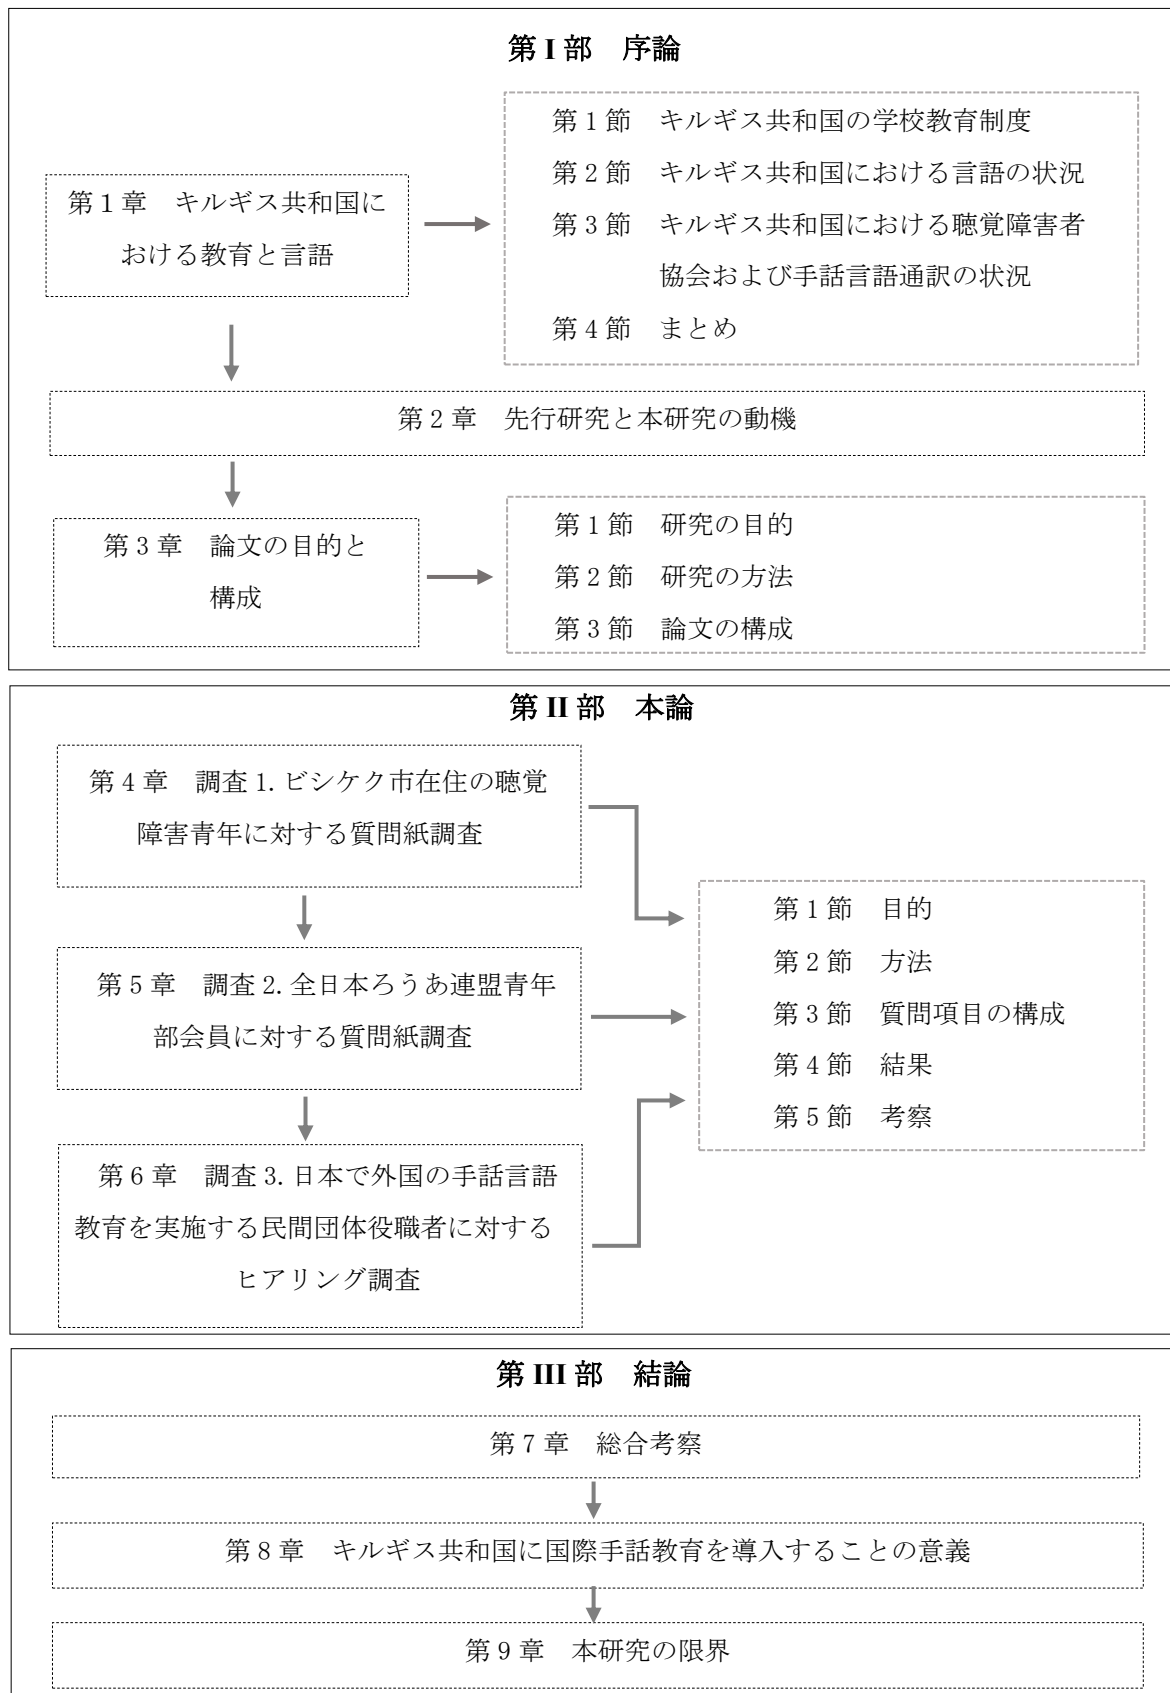 第 I 部　序論
第 1 章　キルギス共和国に
おける教育と言語
第 1 節　キルギス共和国の学校教育制度
第 2 節　キルギス共和国における言語の状況
第 3 節　キルギス共和国における聴覚障害者
協会および手話言語通訳の状況
第 4 節　まとめ
第 2 章　先行研究と本研究の動機
第 3 章　論文の目的と
構成
第 1 節　研究の目的
第 2 節　研究の方法
第 3 節　論文の構成
第 II 部　本論
第 4 章　調査 1. ビシケク市在住の聴覚
障害青年に対する質問紙調査
第 5 章　調査 2. 全日本ろうあ連盟青年
部会員に対する質問紙調査
第 6 章　調査 3. 日本で外国の手話言語
教育を実施する民間団体役職者に対する
ヒアリング調査
第 1 節　目的
第 2 節　方法
第 3 節　質問項目の構成
第 4 節　結果
第 5 節　考察
第 III 部　結論
第 7 章　総合考察
第 8 章　キルギス共和国に国際手話教育を導入することの意義
第 9 章　本研究の限界